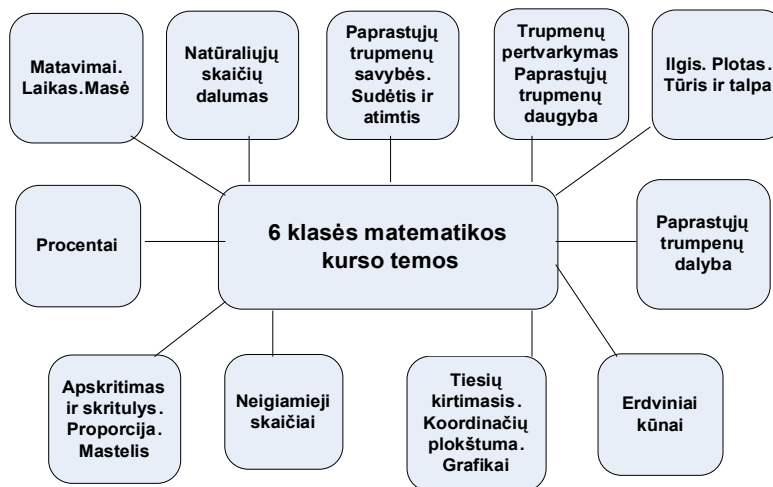 Matavimai.
Laikas.Masė
Natūraliųjų
skaičių
dalumas
Paprastųjų
trupmenų
savybės.
Sudėtis ir
atimtis
Trupmenų
pertvarkymas
Paprastųjų
trupmenų
daugyba
Ilgis. Plotas.
Tūris ir talpa
Procentai
6 klasės matematikos
kurso temos
Paprastųjų
trumpenų
dalyba
Apskritimas
ir skritulys.
Proporcija.
Mastelis
Neigiamieji
skaičiai
Tiesių
kirtimasis.
Koordinačių
plokštuma.
Grafikai
Erdviniai
kūnai